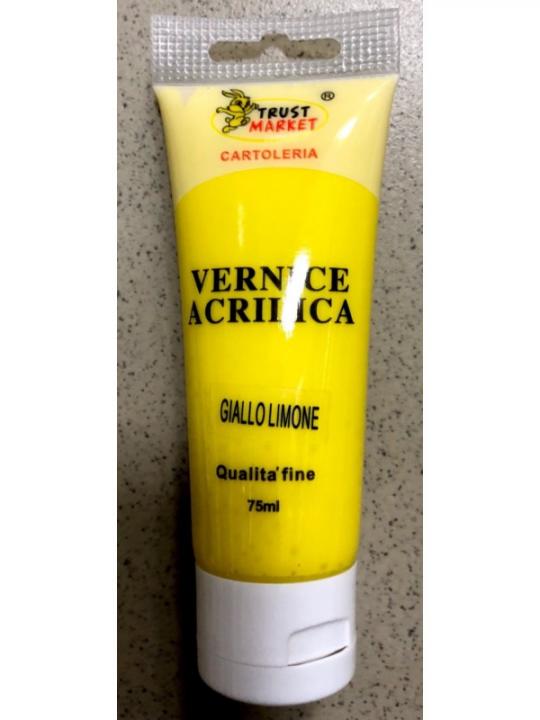 TRUST ®
MARKET
CARTOLERIA
VERNICE
ACRILICA
GIALLO LIMONE
Qualita'fine
75ml